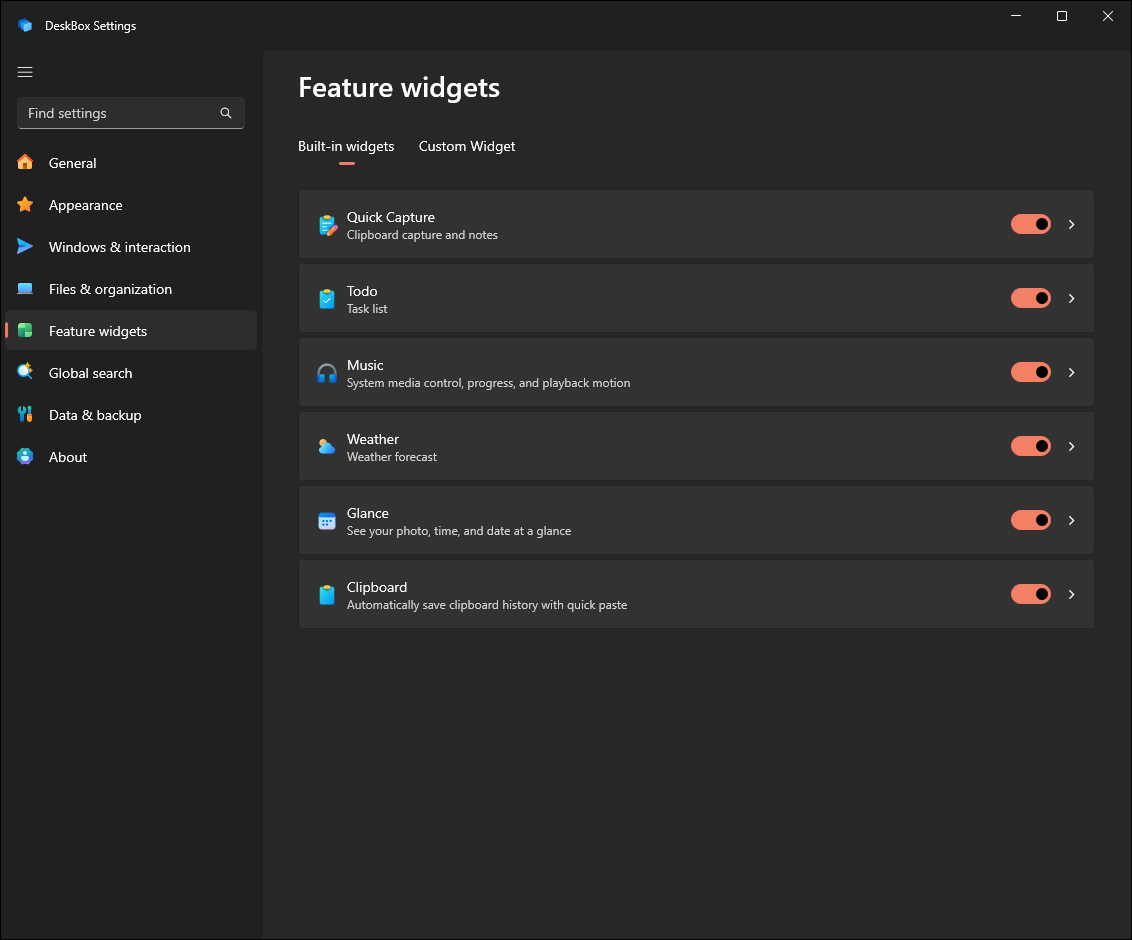 DeskBox Settings
Find settings
General
Appearance
Windows & interaction
Files & organization
Feature widgets
Global search
Data & backup
About
Feature widgets
Built-in widgets
Custom Widget
Quick Capture
Clipboard capture and notes
Todo
Task list
Music
System media control, progress, and playback motion
Weather
Weather forecast
Glance
See your photo, time, and date at a glance
Clipboard
Automatically save clipboard history with quick paste